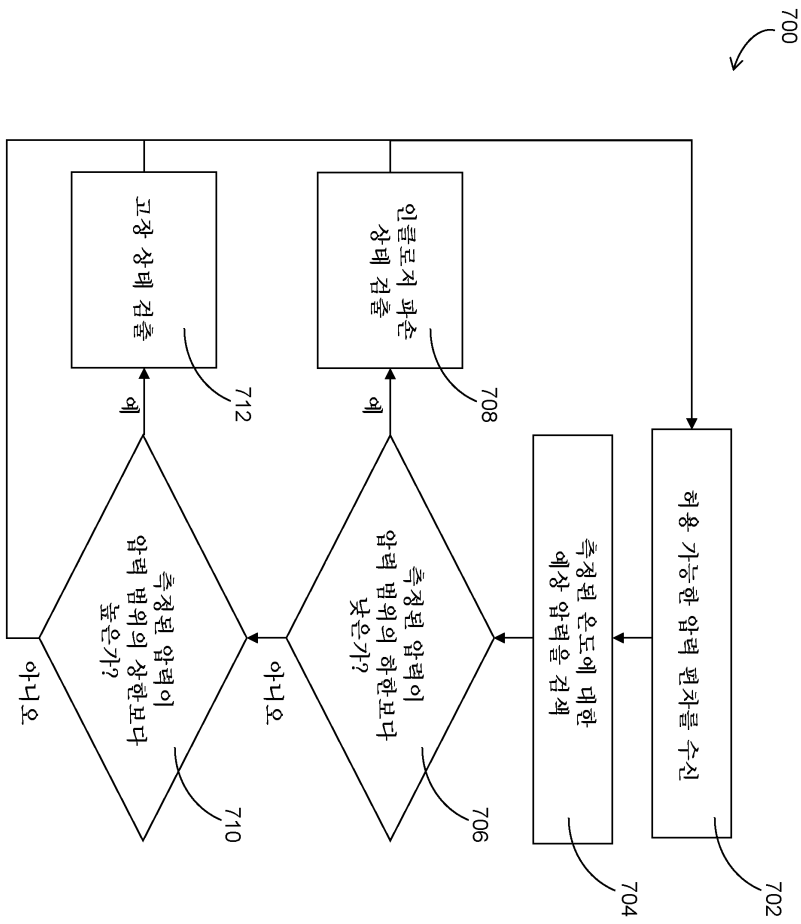 700
허용 가능한 압력 편차를 수신
702
측정된 온도에 대한
예상 압력을 검색
704
측정된 압력이
압력 범위의 하한보다
낮은가?
706
예
인클로저 파손
상태 검출
708
아니오
측정된 압력이
압력 범위의 상한보다
높은가?
710
예
고장 상태 검출
712
아니오